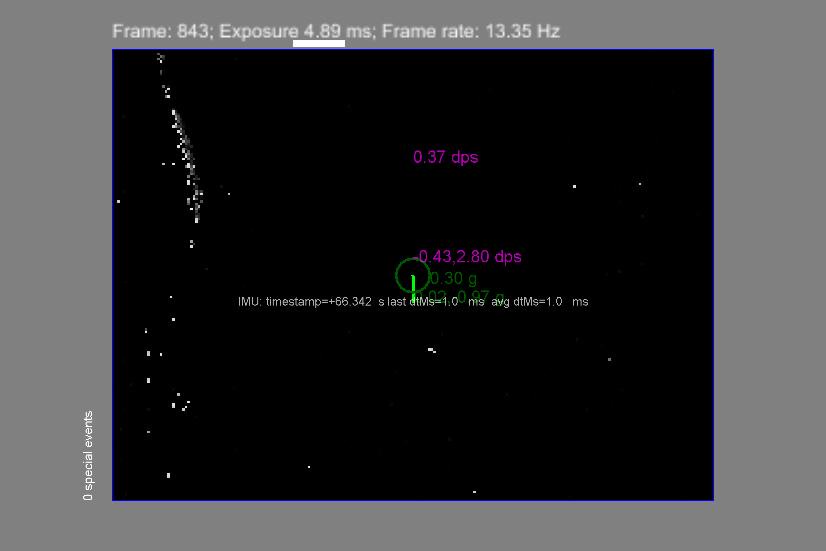 Frame: 843; Exposure 4.89 ms; Frame rate: 13.35 Hz
0.37 dps
-0.43,2.80 dps
0.30 g
0.97 g
IMU: timestamp=+66.342 s last dtMs=1.0 ms avg dtMs=1.0 ms
0 special events